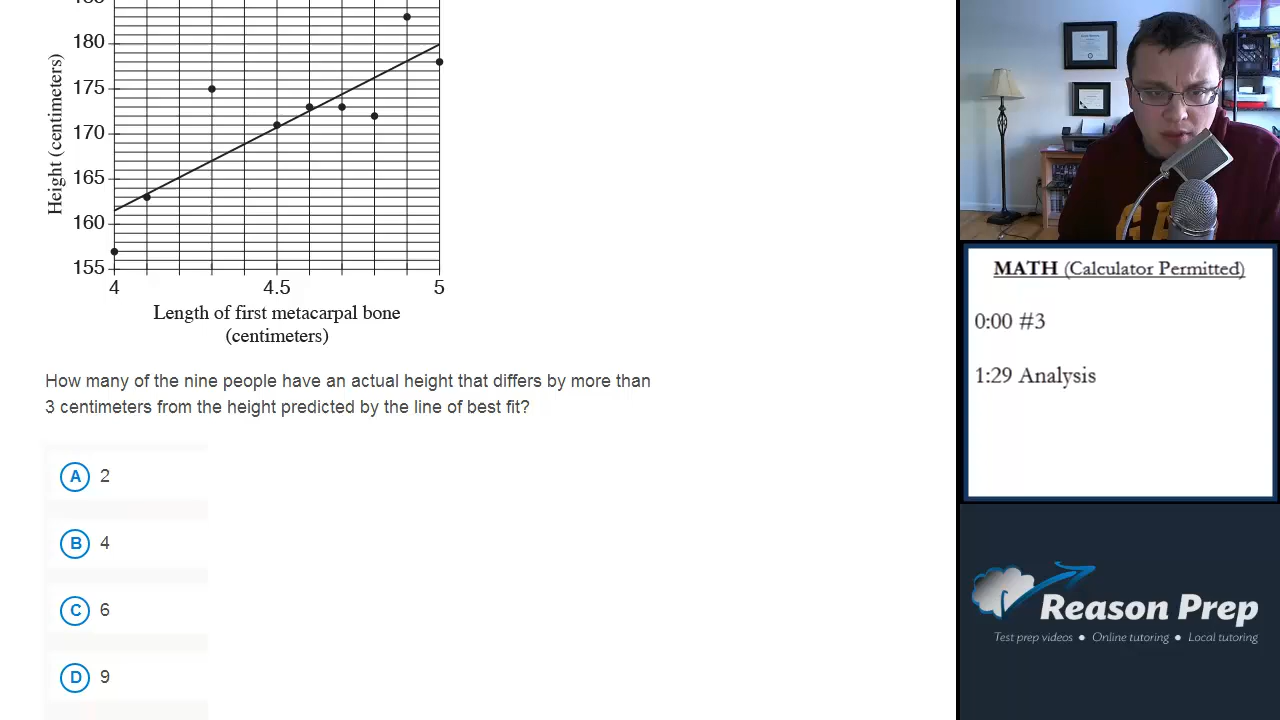 180
175
170
165
160
155
Height (centimeters)
4 4.5 5
Length of first metacarpal bone
(centimeters)
How many of the nine people have an actual height that differs by more than
3 centimeters from the height predicted by the line of best fit?
A 2
B 4
C 6
D 9
MATH (Calculator Permitted)
0:00 #3
1:29 Analysis
Reason Prep
Test prep videos ● Online tutoring ● Local tutoring